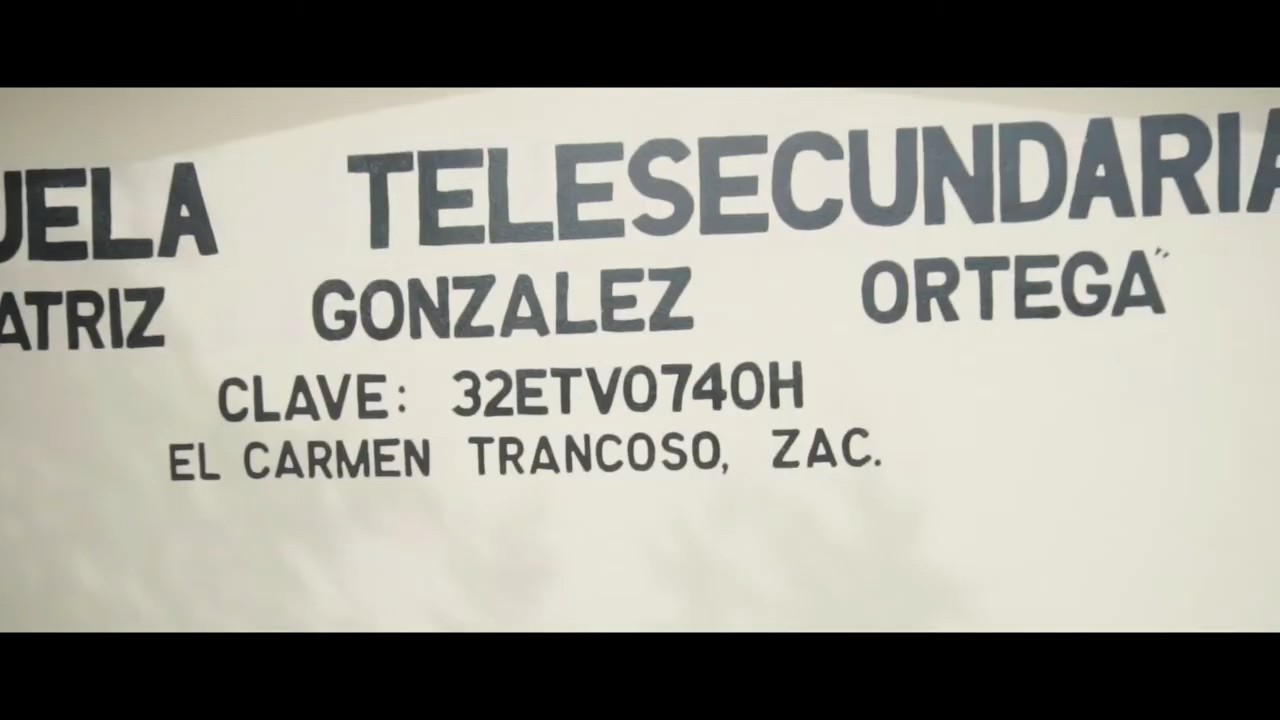 UELA TELESECUNDARIA
ATRIZ GONZALEZ ORTEGA"
CLAVE: 32ETV0740H
EL CARMEN TRANCOSO, ZAC.